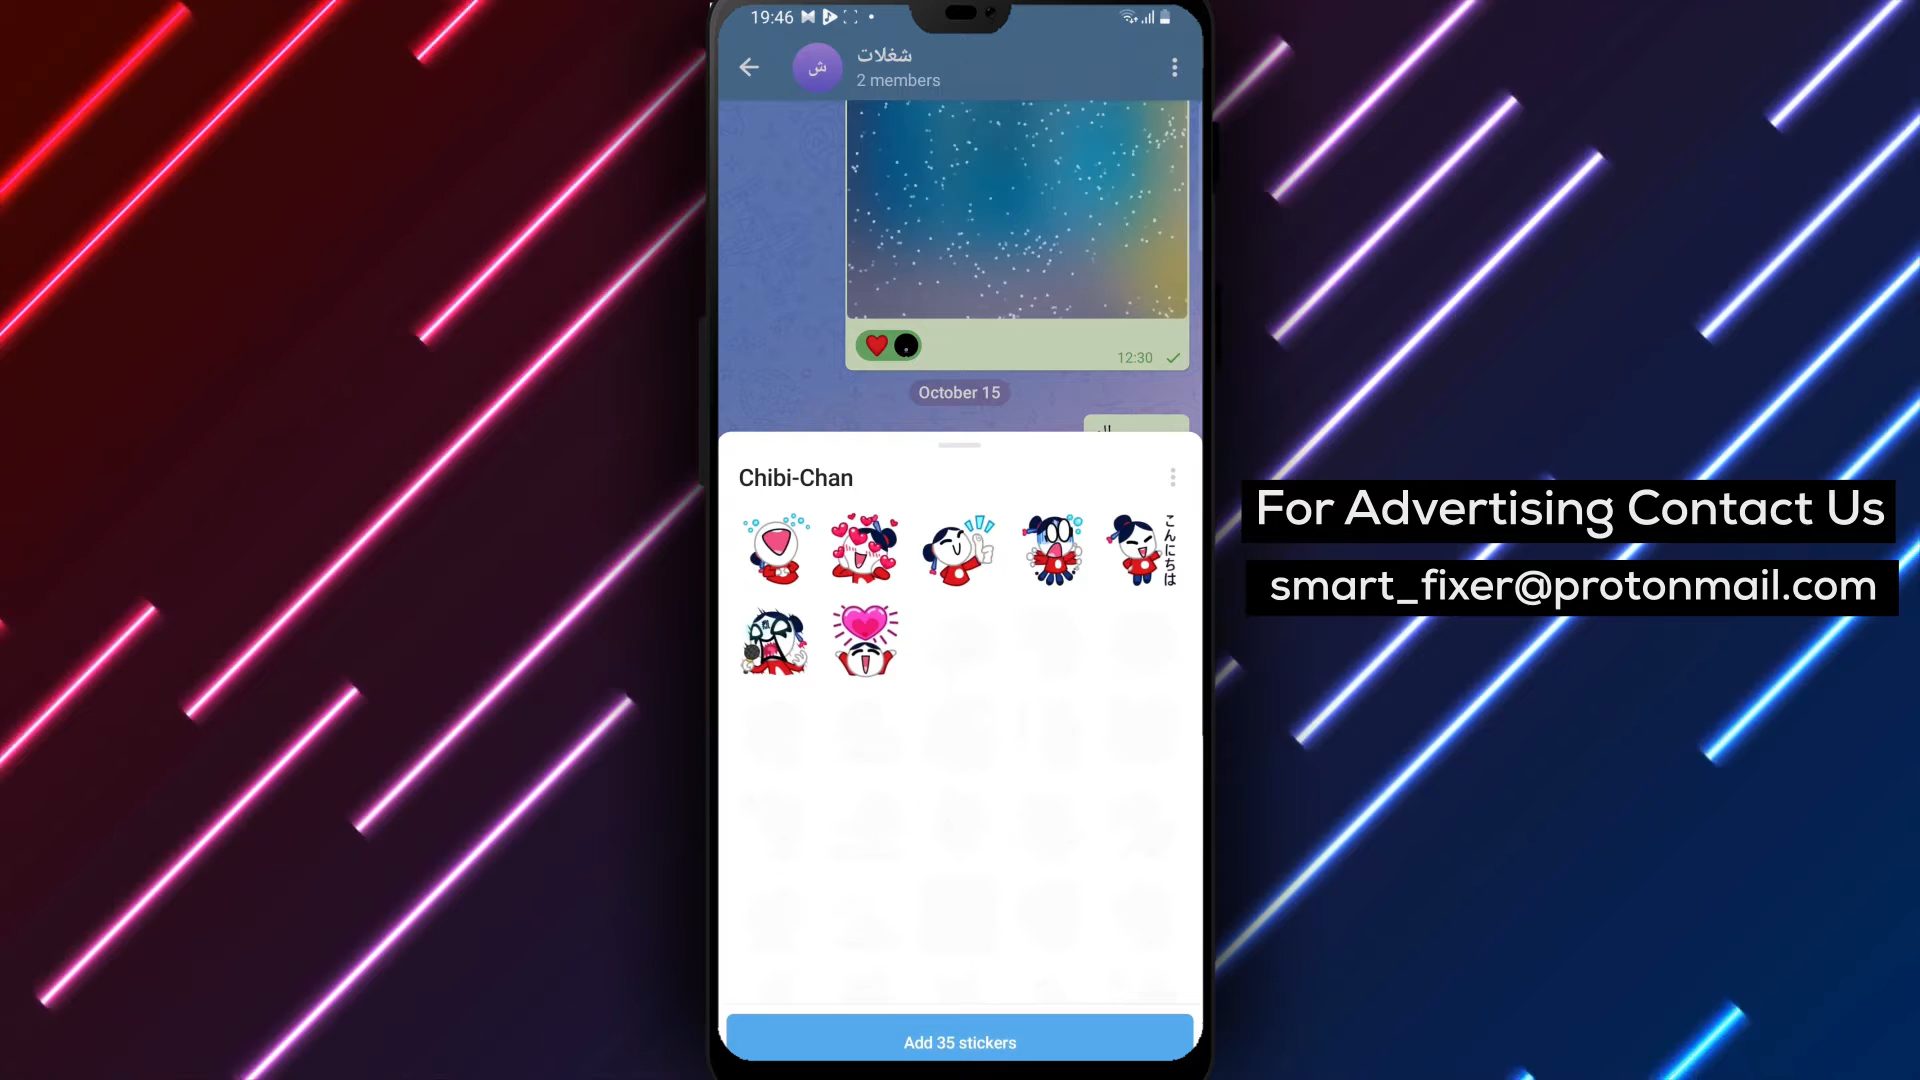 19:46
شغلات
ش
2 members
12:30
October 15
Chibi-Chan
こんにちは
Add 35 stickers
For Advertising Contact Us
smart_fixer@protonmail.com